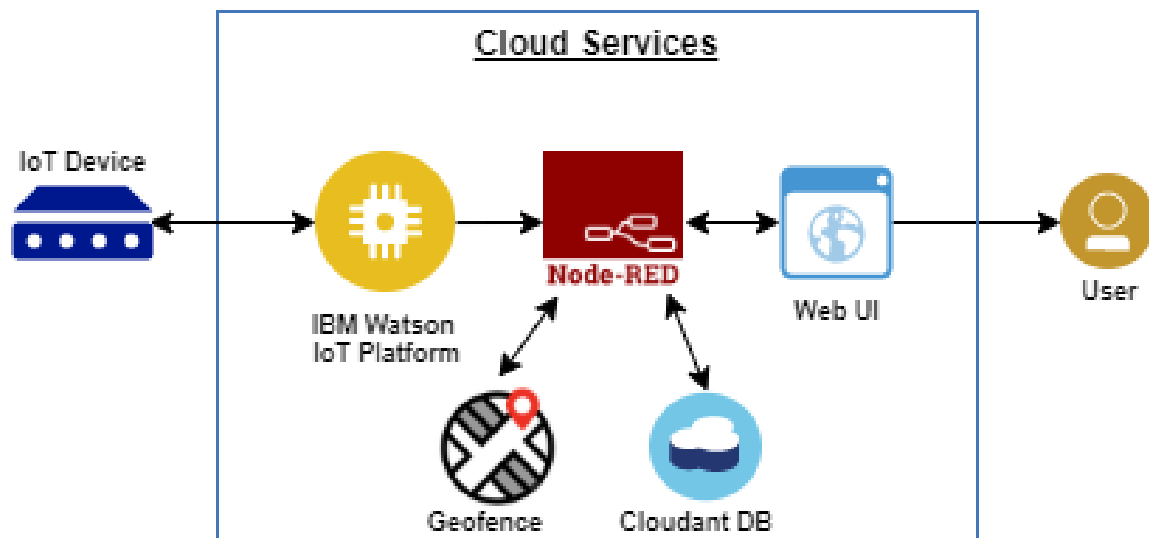 Cloud Services
IoT Device
Node-RED
IBM Watson
IoT Platform
Web UI
User
Geofence
Cloudant DB